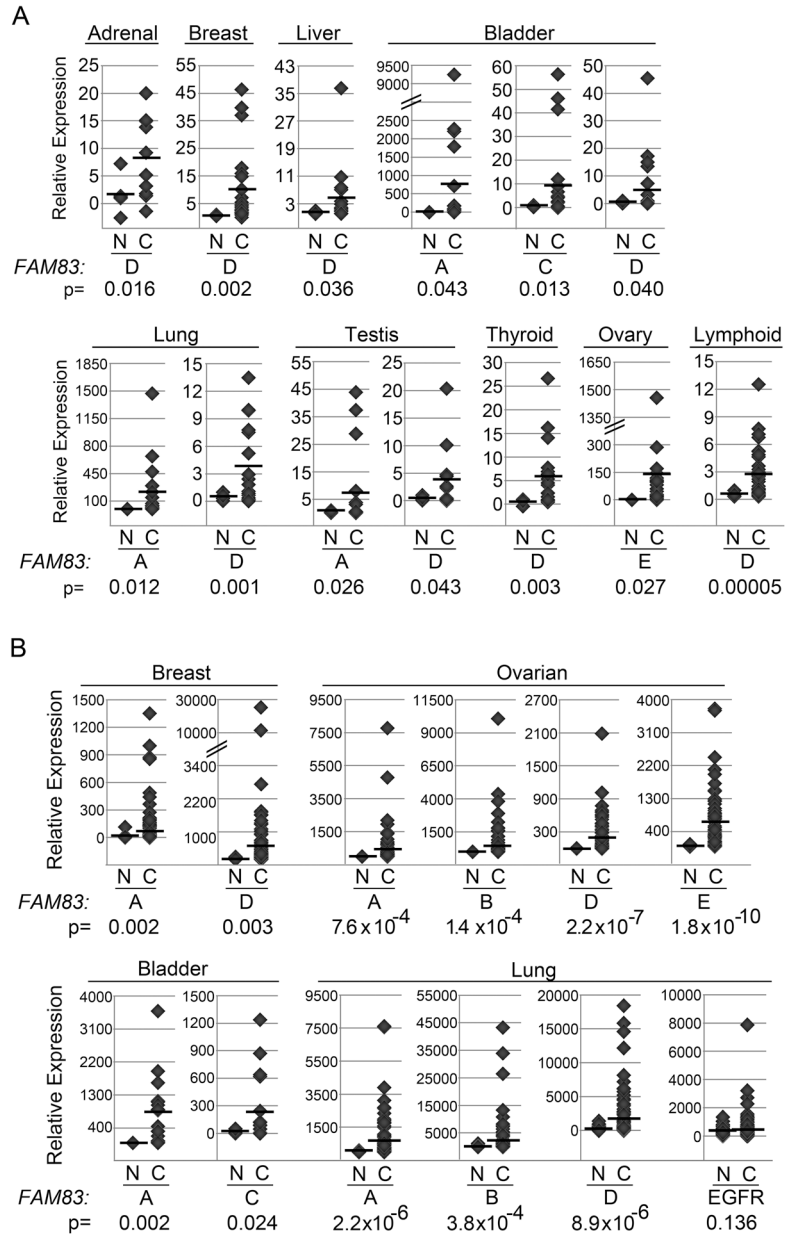 A
Adrenal Breast Liver Bladder
Relative Expression
25 20 15 10 5 0
55 45 35 25 15 5
43 35 27 19 11 3
9500 9000 2500 2000 1500 1000 500 0
60 50 40 30 20 10 0
50 40 30 20 10 0
N C N C N C N C N C N C
FAM83: D D D A C D
p= 0.016 0.002 0.036 0.043 0.013 0.040
Lung Testis Thyroid Ovary Lymphoid
Relative Expression
1850 1500 1150 800 450 100
15 12 9 6 3 0
55 45 35 25 15 5
25 20 15 10 5 0
30 25 20 15 10 5 0
1650 1500 1350 300 150 0
15 12 9 6 3 0
N C N C N C N C N C N C N C
FAM83: A D A D D E D
p= 0.012 0.001 0.026 0.043 0.003 0.027 0.00005
B
Breast Ovarian
Relative Expression
1500 1200 900 600 300 0
30000 10000 3400 2200 1000
9500 7500 5500 3500 1500
11500 9500 7500 5500 3500 1500
2700 2100 1500 900 300
4000 3100 2200 1300 400
N C N C N C N C N C N C
FAM83: A D A B D E
p= 0.002 0.003 7.6x10-4 1.4 x10-4 2.2x10-7 1.8x10-10
Bladder Lung
Relative Expression
4000 3100 2200 1300 400
1500 1200 900 600 300 0
9500 7500 5500 3500 1500
55000 45000 35000 25000 15000 5000
20000 15000 10000 5000 0
10000 8000 6000 4000 2000 0
N C N C N C N C N C N C
FAM83: A C A B D EGFR
p= 0.002 0.024 2.2x10-6 3.8x10-4 8.9x10-6 0.136